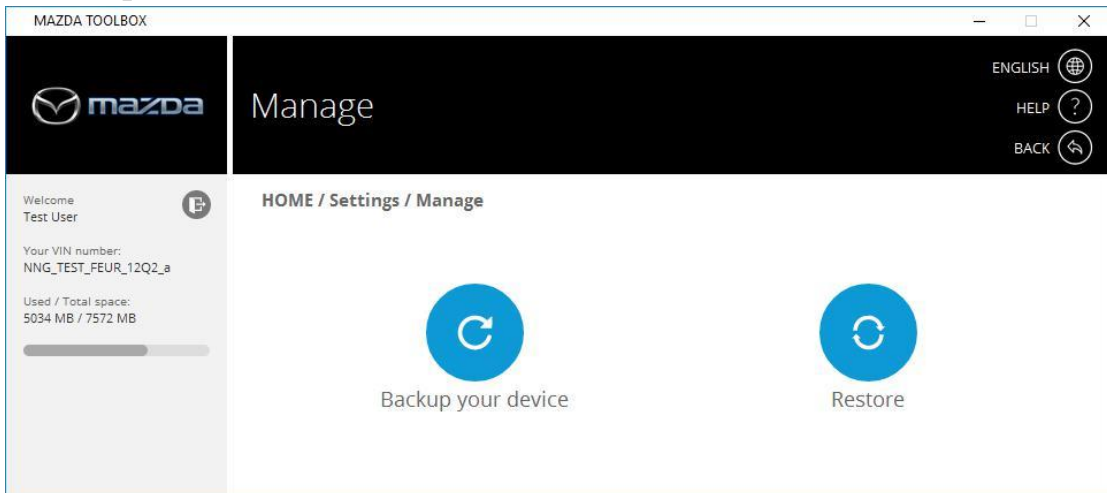 MAZDA TOOLBOX
mazda
Manage
ENGLISH
HELP
?
BACK
Welcome
Test User
Your VIN number:
NNG_TEST_FEUR_12Q2_a
Used / Total space:
5034 MB / 7572 MB
HOME / Settings / Manage
Backup your device
Restore